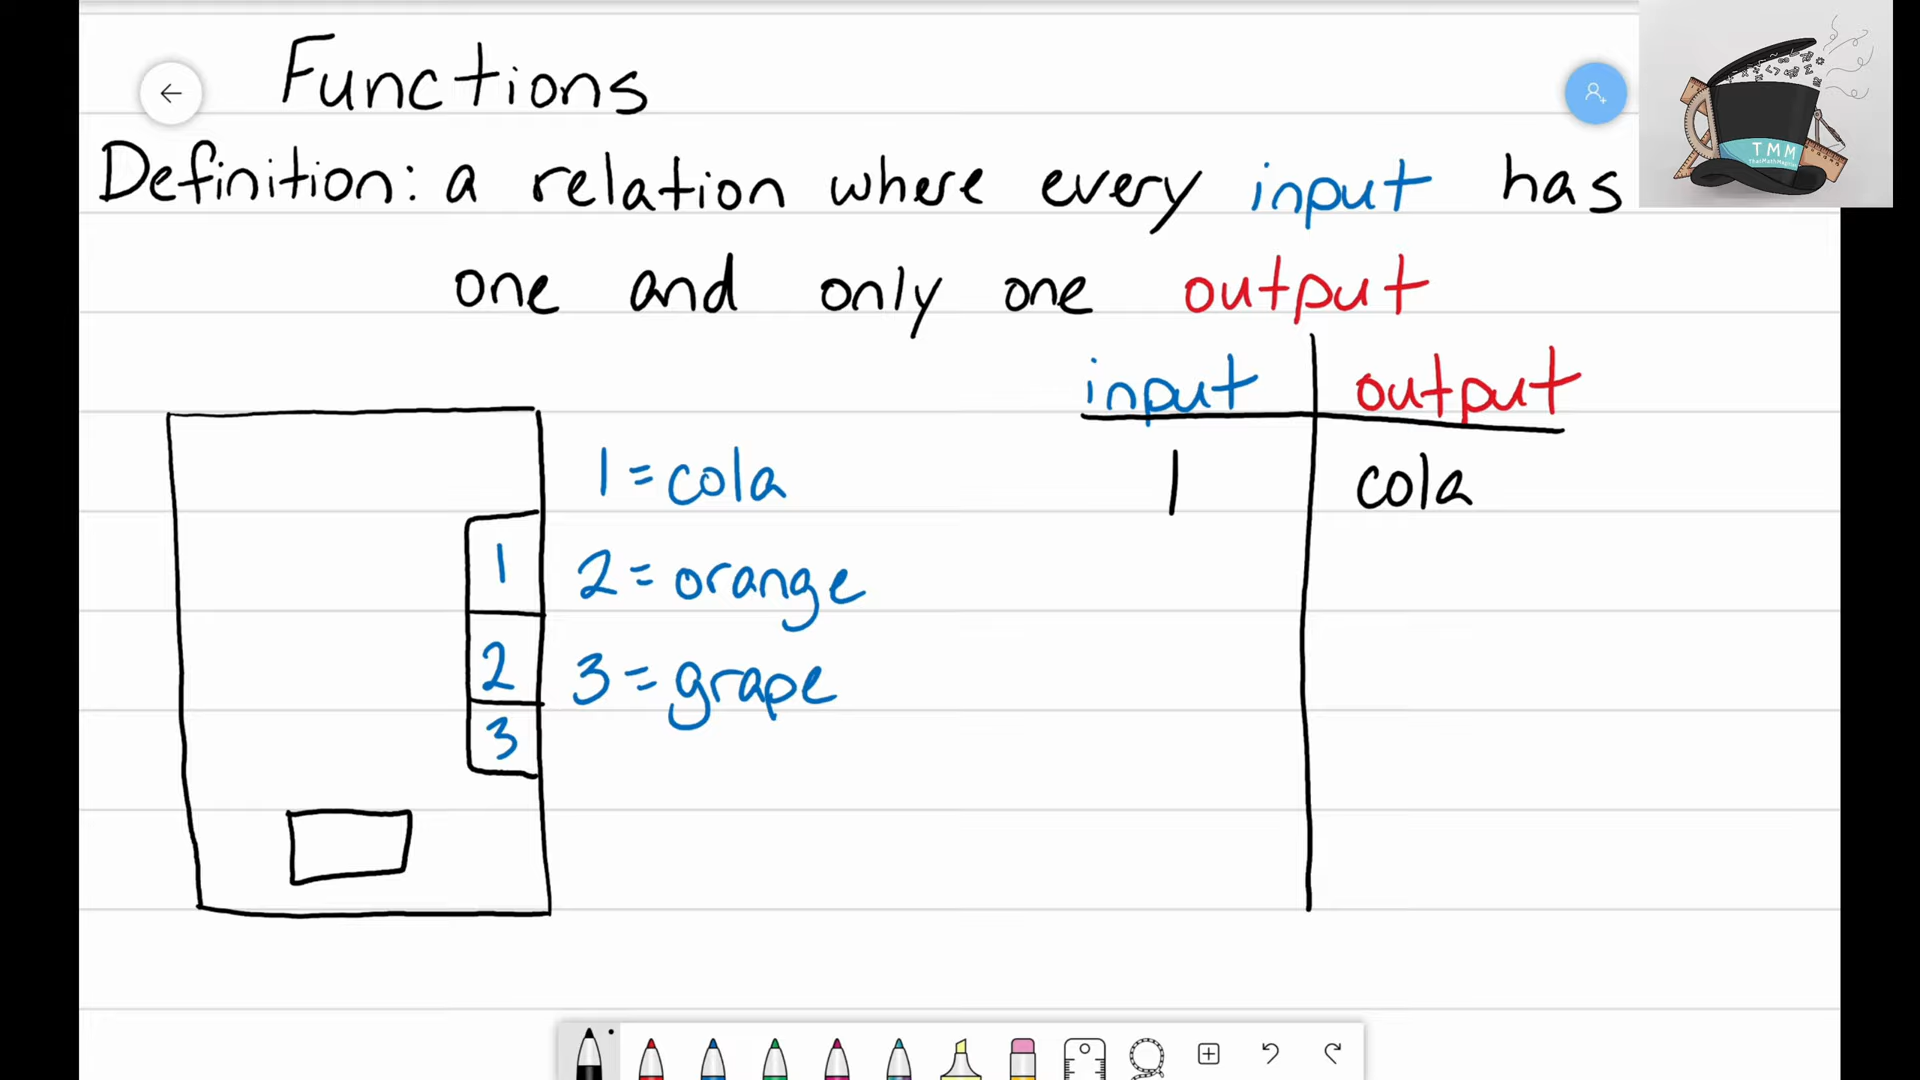 Functions
Definition: a relation where every input has
one and only one output
input output
1 = cola 1 cola
1
2 = orange
2
3 = grape
3
TMM
ThatMathMagician